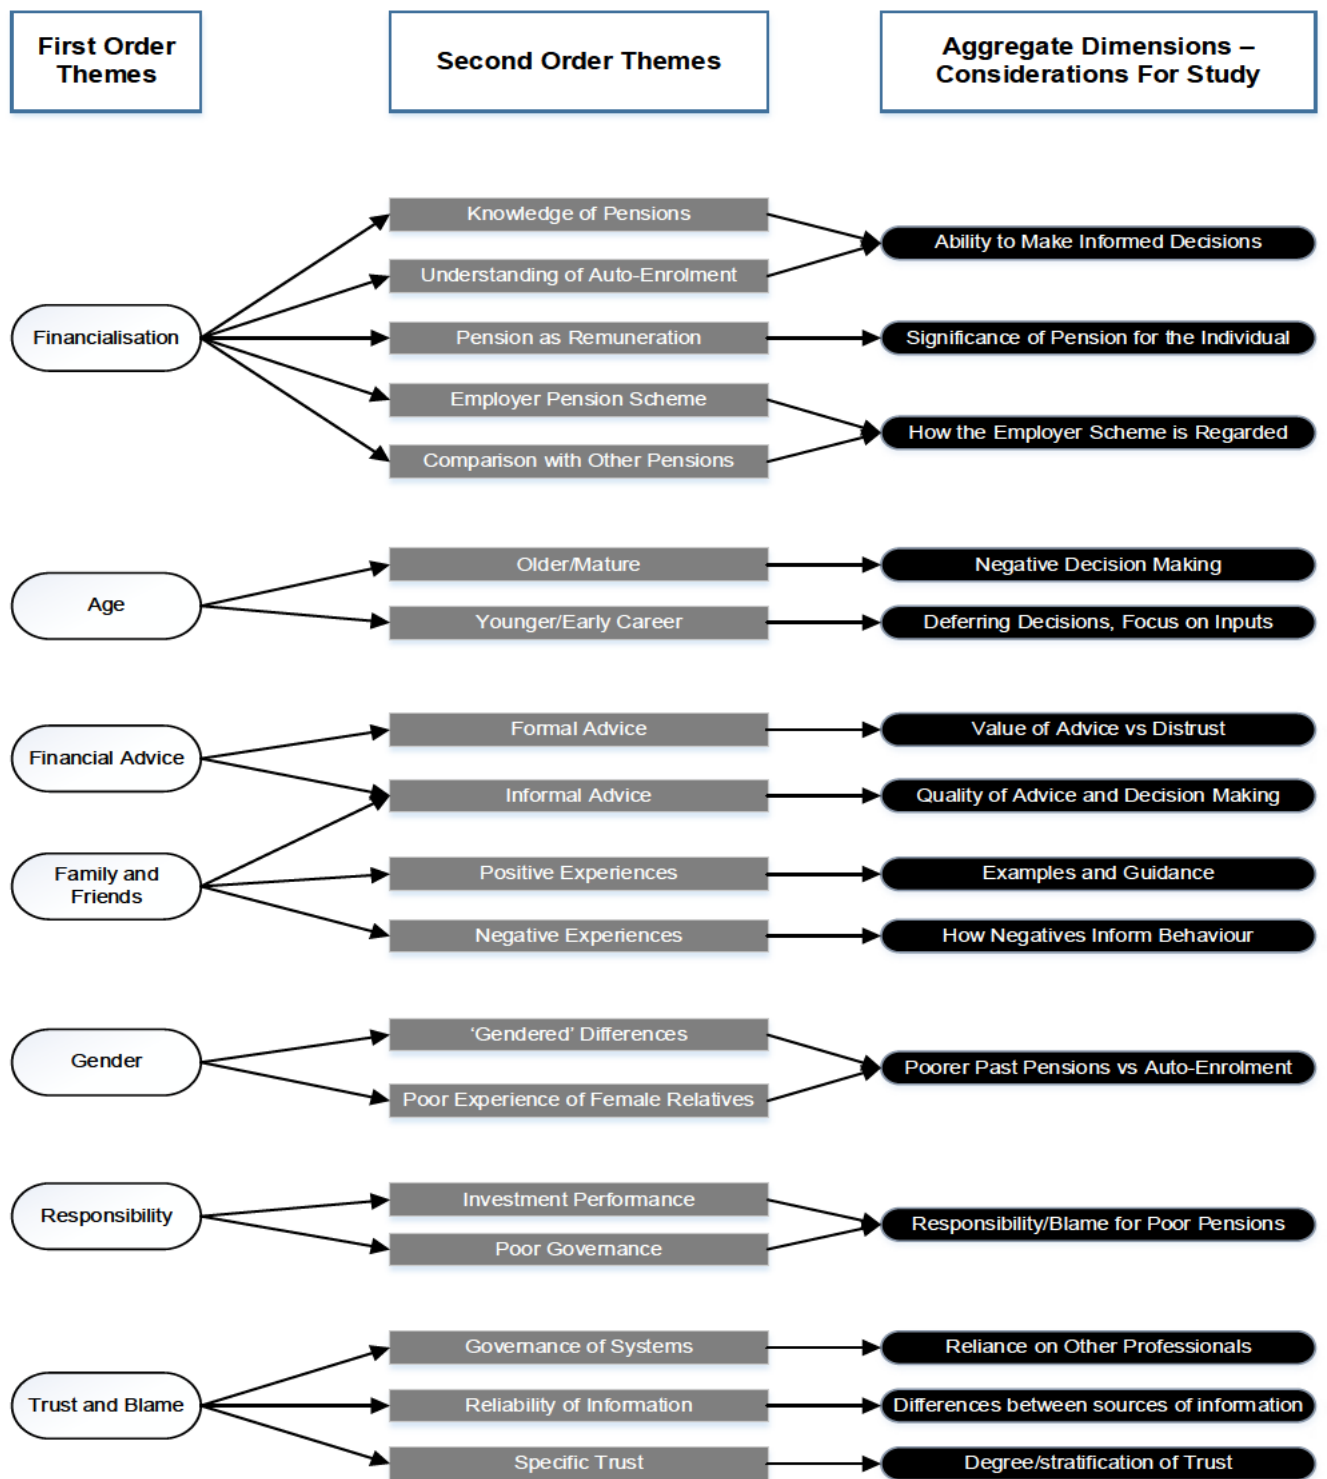 First Order
Themes
Second Order Themes
Aggregate Dimensions –
Considerations For Study
Financialisation
Knowledge of Pensions
Understanding of Auto-Enrolment
Pension as Remuneration
Employer Pension Scheme
Comparison with Other Pensions
Ability to Make Informed Decisions
Significance of Pension for the Individual
How the Employer Scheme is Regarded
Age
Older/Mature
Younger/Early Career
Negative Decision Making
Deferring Decisions, Focus on Inputs
Financial Advice
Formal Advice
Informal Advice
Value of Advice vs Distrust
Quality of Advice and Decision Making
Family and
Friends
Positive Experiences
Negative Experiences
Examples and Guidance
How Negatives Inform Behaviour
Gender
‘Gendered’ Differences
Poor Experience of Female Relatives
Poorer Past Pensions vs Auto-Enrolment
Responsibility
Investment Performance
Poor Governance
Responsibility/Blame for Poor Pensions
Trust and Blame
Governance of Systems
Reliability of Information
Specific Trust
Reliance on Other Professionals
Differences between sources of information
Degree/stratification of Trust